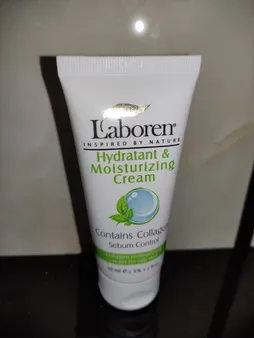 Laboren®
INSPIRED BY NATURE
Hydratant &
Moisturizing
Cream
Contains Collagen
Sebum Control